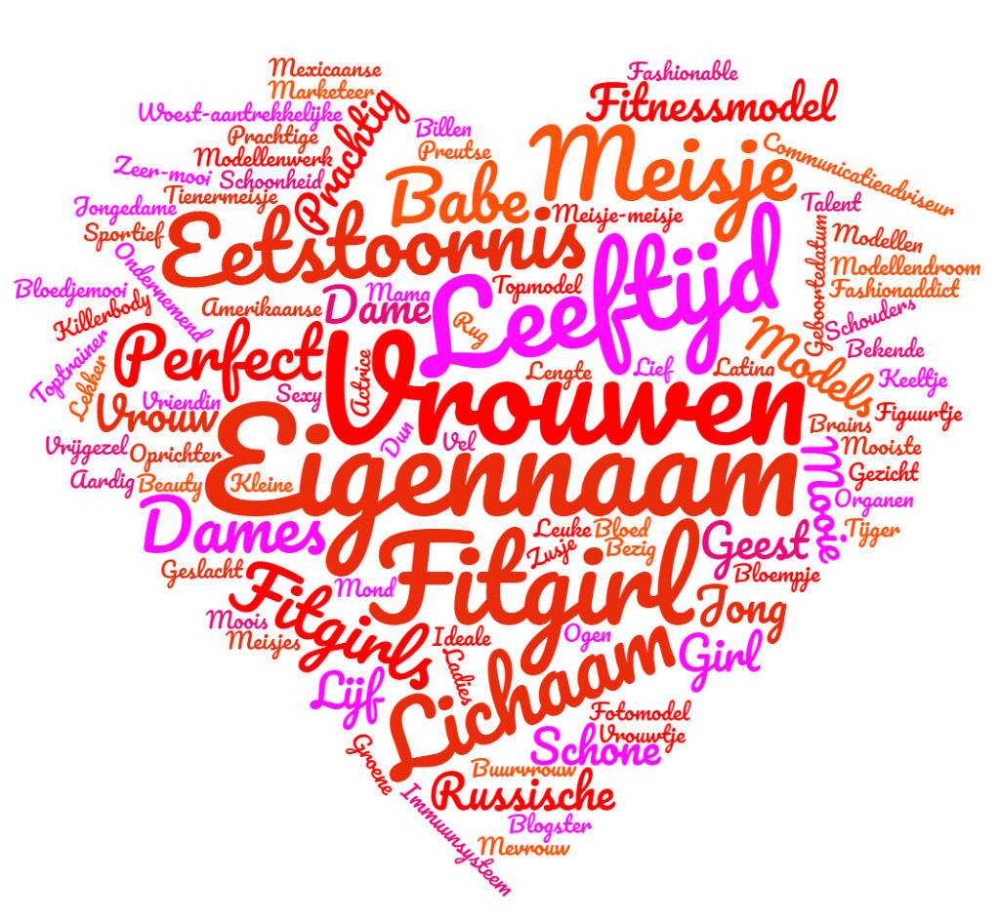 Mexicaanse
Fashionable
Marketeer
Fitnessmodel
Woest-aantrekkelijke
Prachtig
Billen
Meisje
Prachtige
Communicatieadviseur
Preutse
Modellenwerk
Zeer-mooi
Schoonheid
Babe
Tienermeisje
Jongedame
Talent
Meisje-meisje
Sportief
Eetstoornis
Geboortedatum
Modellen
Ondernemend
Leeftijd
Modellendroom
Bloedjemooi
Mama
Topmodel
Fashionaddict
Killerbody
Amerikaanse
Dame
Rug
Schouders
Toptrainer
Perfect
Models
Bekende
Lekker
Actrice
Vrouwen
Lengte
Lief
Latina
Keeltje
Vrouw
Vriendin
Sexy
Figuurtje
Brains
Vrijgezel
Oprichter
Dun
Vel
Mooiste
Eigennaam
Mooie
Gezicht
Aardig
Beauty
Kleine
Organen
Dames
Leuke
Bloed
Geest
Tijger
Zusje
Bezig
Geslacht
Fitgirl
Bloempje
Fitgirls
Mond
Jong
Moois
Meisjes
Ideale
Ogen
Girl
Ladies
Lichaam
Lijf
Fotomodel
Vrouwtje
Groene
Schone
Buurvrouw
Russische
Immuunsysteem
Blogster
Mevrouw